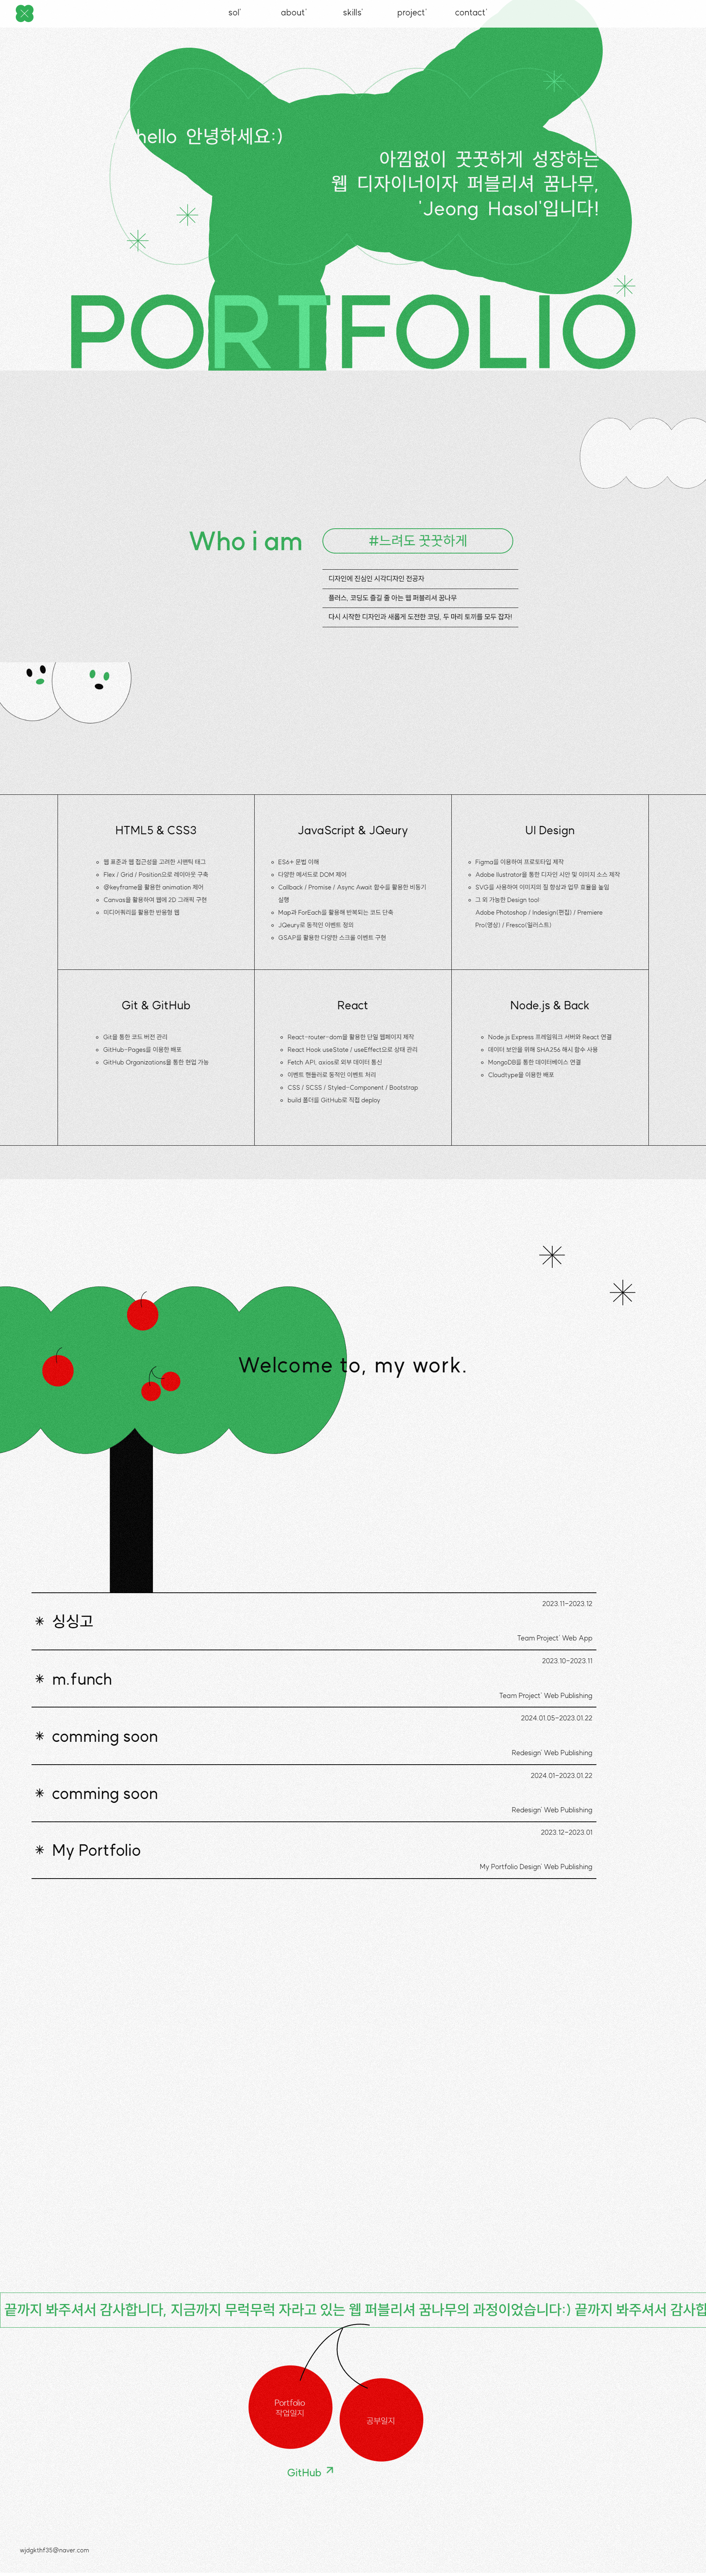 sol'
about'
skills'
project'
contact'
hello 안녕하세요:)
아낌없이 꿋꿋하게 성장하는
웹 디자이너이자 퍼블리셔 꿈나무,
'Jeong Hasol'입니다!
PORTFOLIO
Who i am
#느려도 꿋꿋하게
디자인에 진심인 시각디자인 전공자
플러스, 코딩도 즐길 줄 아는 웹 퍼블리셔 꿈나무
다시 시작한 디자인과 새롭게 도전한 코딩, 두 마리 토끼를 모두 잡자!
HTML5 & CSS3
웹 표준과 웹 접근성을 고려한 시맨틱 태그
Flex / Grid / Position으로 레이아웃 구축
@keyframe을 활용한 animation 제어
Canvas을 활용하여 웹에 2D 그래픽 구현
미디어쿼리를 활용한 반응형 웹
JavaScript & JQeury
ES6+ 문법 이해
다양한 메서드로 DOM 제어
Callback / Promise / Async Await 함수을 활용한 비동기
실행
Map과 ForEach을 활용해 반복되는 코드 단축
JQeury로 동적인 이벤트 정의
GSAP을 활용한 다양한 스크롤 이벤트 구현
UI Design
Figma을 이용하여 프로토타입 제작
Adobe Ilustrator을 통한 디자인 시안 및 이미지 소스 제작
SVG을 사용하여 이미지의 질 향상과 업무 효율을 높임
그 외 가능한 Design tool:
Adobe Photoshop / Indesign(편집) / Premiere
Pro(영상) / Fresco(일러스트)
Git & GitHub
Git을 통한 코드 버전 관리
GitHub-Pages을 이용한 배포
GitHub Organizations을 통한 협업 가능
React
React-router-dom을 활용한 단일 웹페이지 제작
React Hook useState / useEffect으로 상태 관리
Fetch API, axios로 외부 데이터 통신
이벤트 핸들러로 동적인 이벤트 처리
CSS / SCSS / Styled-Component / Bootstrap
build 폴더을 GitHub로 직접 deploy
Node.js & Back
Node.js Express 프레임워크 서버와 React 연결
데이터 보안을 위해 SHA256 해시 함수 사용
MongoDB을 통한 데이터베이스 연결
Cloudtype을 이용한 배포
Welcome to, my work.
싱싱고
2023.11-2023.12
Team Project' Web App
m.funch
2023.10-2023.11
Team Project' Web Publishing
comming soon
2024.01.05-2023.01.22
Redesign' Web Publishing
comming soon
2024.01-2023.01.22
Redesign' Web Publishing
My Portfolio
2023.12-2023.01
My Portfolio Design' Web Publishing
끝까지 봐주셔서 감사합니다, 지금까지 무럭무럭 자라고 있는 웹 퍼블리셔 꿈나무의 과정이었습니다:) 끝까지 봐주셔서 감사합
Portfolio
작업일지
공부일지
GitHub
wjdgkthf35@naver.com